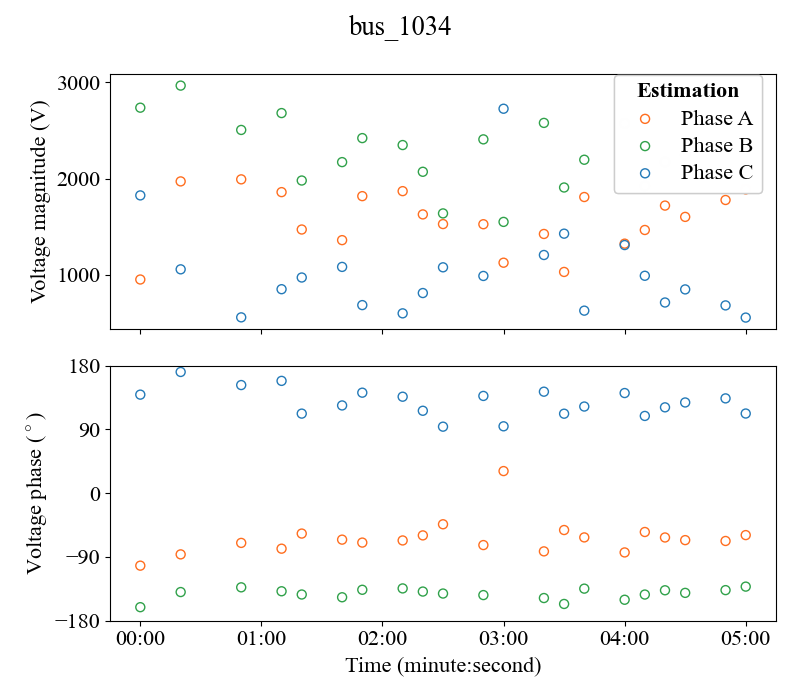 bus_1034
Voltage magnitude (V)
3000
2000
1000
Estimation
Phase A
Phase B
Phase C
Voltage phase (°)
180
90
0
−90
−180
00:00 01:00 02:00 03:00 04:00 05:00
Time (minute:second)